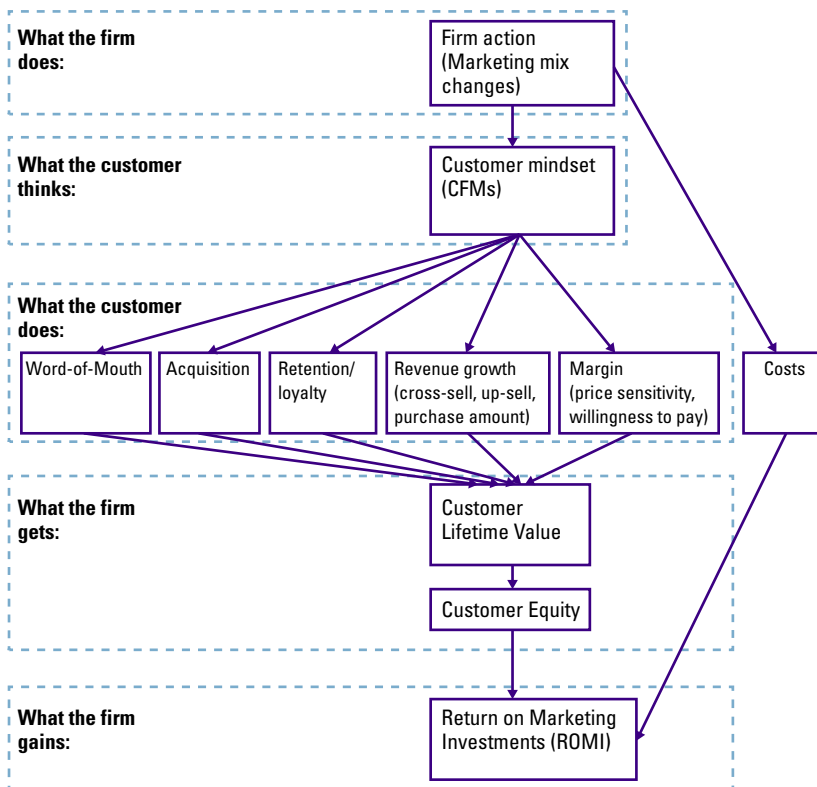 What the firm
does:
Firm action
(Marketing mix
changes)
What the customer
thinks:
Customer mindset
(CFMs)
What the customer
does:
Word-of-Mouth
Acquisition
Retention/
loyalty
Revenue growth
(cross-sell, up-sell,
purchase amount)
Margin
(price sensitivity,
willingness to pay)
Costs
What the firm
gets:
Customer
Lifetime Value
Customer Equity
What the firm
gains:
Return on Marketing
Investments (ROMI)